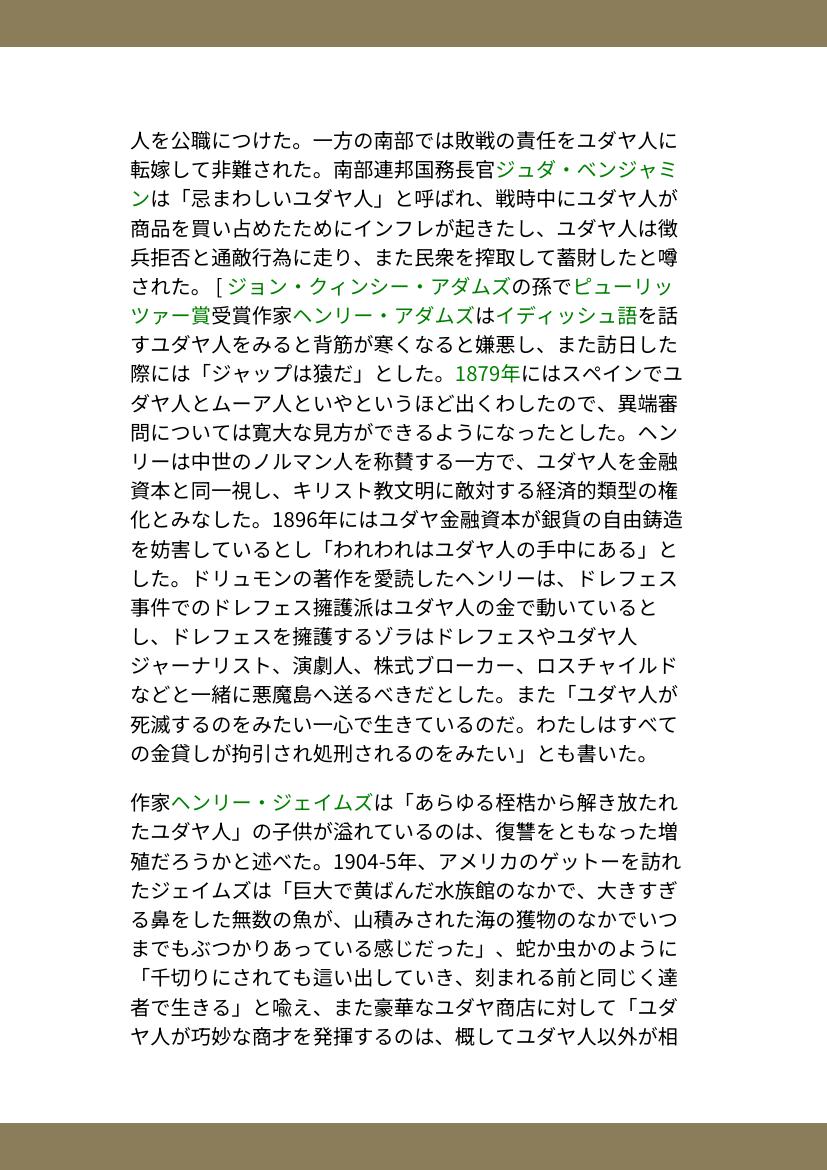 人を公職につけた。一方の南部では敗戦の責任をユダヤ人に
転嫁して非難された。南部連邦国務長官ジュダ・ベンジャミ
ンは「忌まわしいユダヤ人」と呼ばれ、戦時中にユダヤ人が
商品を買い占めたためにインフレが起きたし、ユダヤ人は徴
兵拒否と通敵行為に走り、また民衆を搾取して蓄財したと噂
された。 [ ジョン・クィンシー・アダムズの孫でピューリッ
ツァー賞受賞作家ヘンリー・アダムズはイディッシュ語を話
すユダヤ人をみると背筋が寒くなると嫌悪し、また訪日した
際には「ジャップは猿だ」とした。1879年にはスペインでユ
ダヤ人とムーア人といやというほど出くわしたので、異端審
問については寛大な見方ができるようになったとした。ヘン
リーは中世のノルマン人を称賛する一方で、ユダヤ人を金融
資本と同一視し、キリスト教文明に敵対する経済的類型の権
化とみなした。1896年にはユダヤ金融資本が銀貨の自由鋳造
を妨害しているとし「われわれはユダヤ人の手中にある」と
した。ドリュモンの著作を愛読したヘンリーは、ドレフェス
事件でのドレフェス擁護派はユダヤ人の金で動いていると
し、ドレフェスを擁護するゾラはドレフェスやユダヤ人
ジャーナリスト、演劇人、株式ブローカー、ロスチャイルド
などと一緒に悪魔島へ送るべきだとした。また「ユダヤ人が
死滅するのをみたい一心で生きているのだ。わたしはすべて
の金貸しが拘引され処刑されるのをみたい」とも書いた。
作家ヘンリー・ジェイムズは「あらゆる桎梏から解き放たれ
たユダヤ人」の子供が溢れているのは、復讐をともなった増
殖だろうかと述べた。1904-5年、アメリカのゲットーを訪れ
たジェイムズは「巨大で黄ばんだ水族館のなかで、大きすぎ
る鼻をした無数の魚が、山積みされた海の獲物のなかでいつ
までもぶつかりあっている感じだった」、蛇か虫かのように
「千切りにされても這い出していき、刻まれる前と同じく達
者で生きる」と喩え、また豪華なユダヤ商店に対して「ユダ
ヤ人が巧妙な商才を発揮するのは、概してユダヤ人以外が相